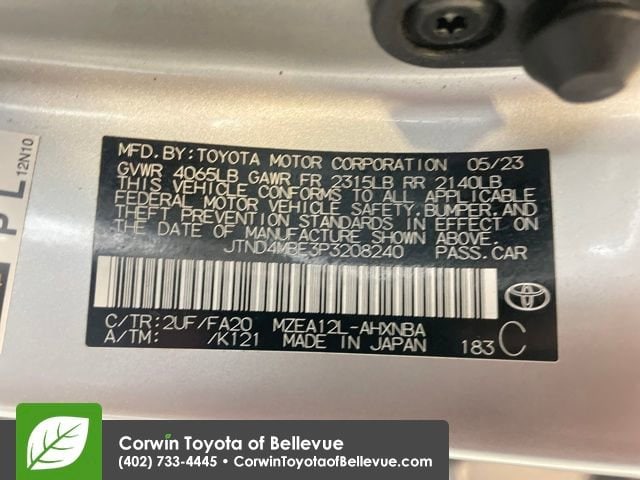 MFD. BY: TOYOTA MOTOR CORPORATION 05/23
GVWR 4065LB GAWR FR 2315LB RR 2140LB
THIS VEHICLE CONFORMS TO ALL APPLICABLE
FEDERAL MOTOR VEHICLE SAFETY, BUMPER, AND
THEFT PREVENTION STANDARDS IN EFFECT ON
THE DATE OF MANUFACTURE SHOWN ABOVE.
JTND4MBE3P3208240 PASS. CAR
C/TR: 2UF/FA20 MZEA12L-AHXNBA
A/TM: /K121 MADE IN JAPAN 183 C
PL
12N10
Corwin Toyota of Bellevue
(402) 733-4445 • CorwinToyotaofBellevue.com